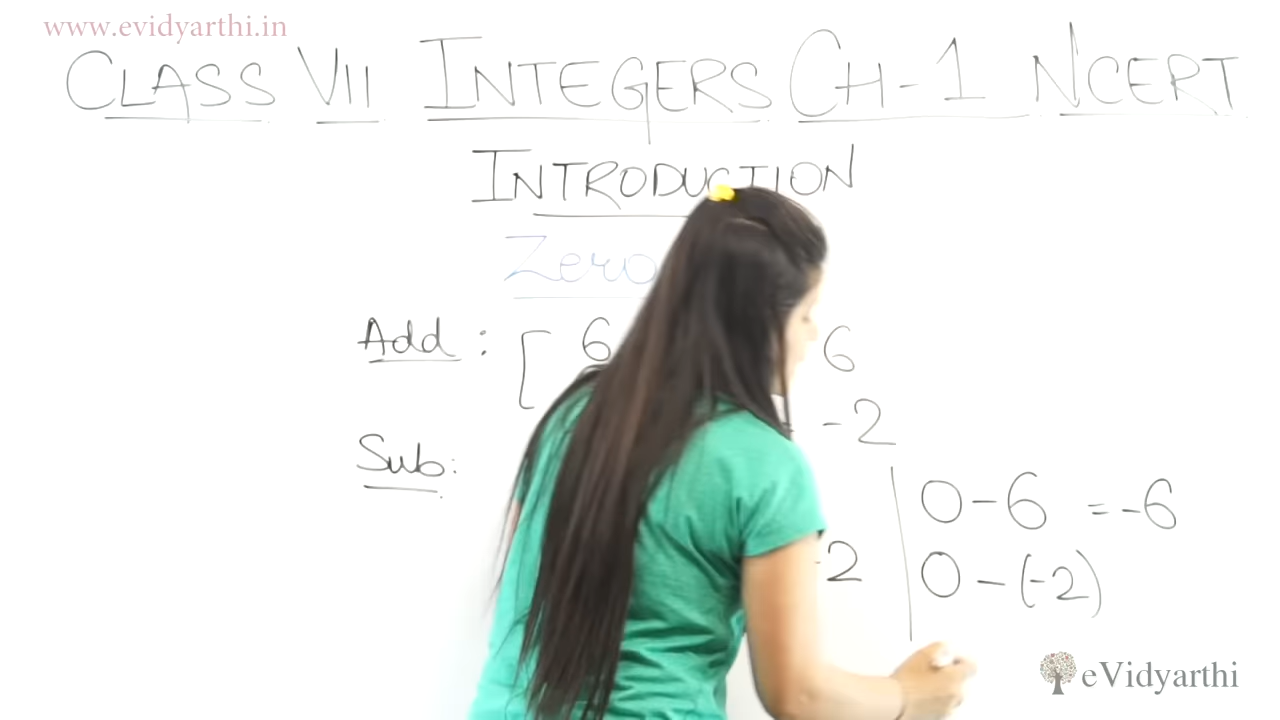 www.evidyarthi.in
CLASS VII INTEGERS CH-1 NCERT
INTRODUCTION
Zero
Add : [ 6 6
-2
Sub:
0-6 = -6
-2 0-(-2)
eVidyarthi